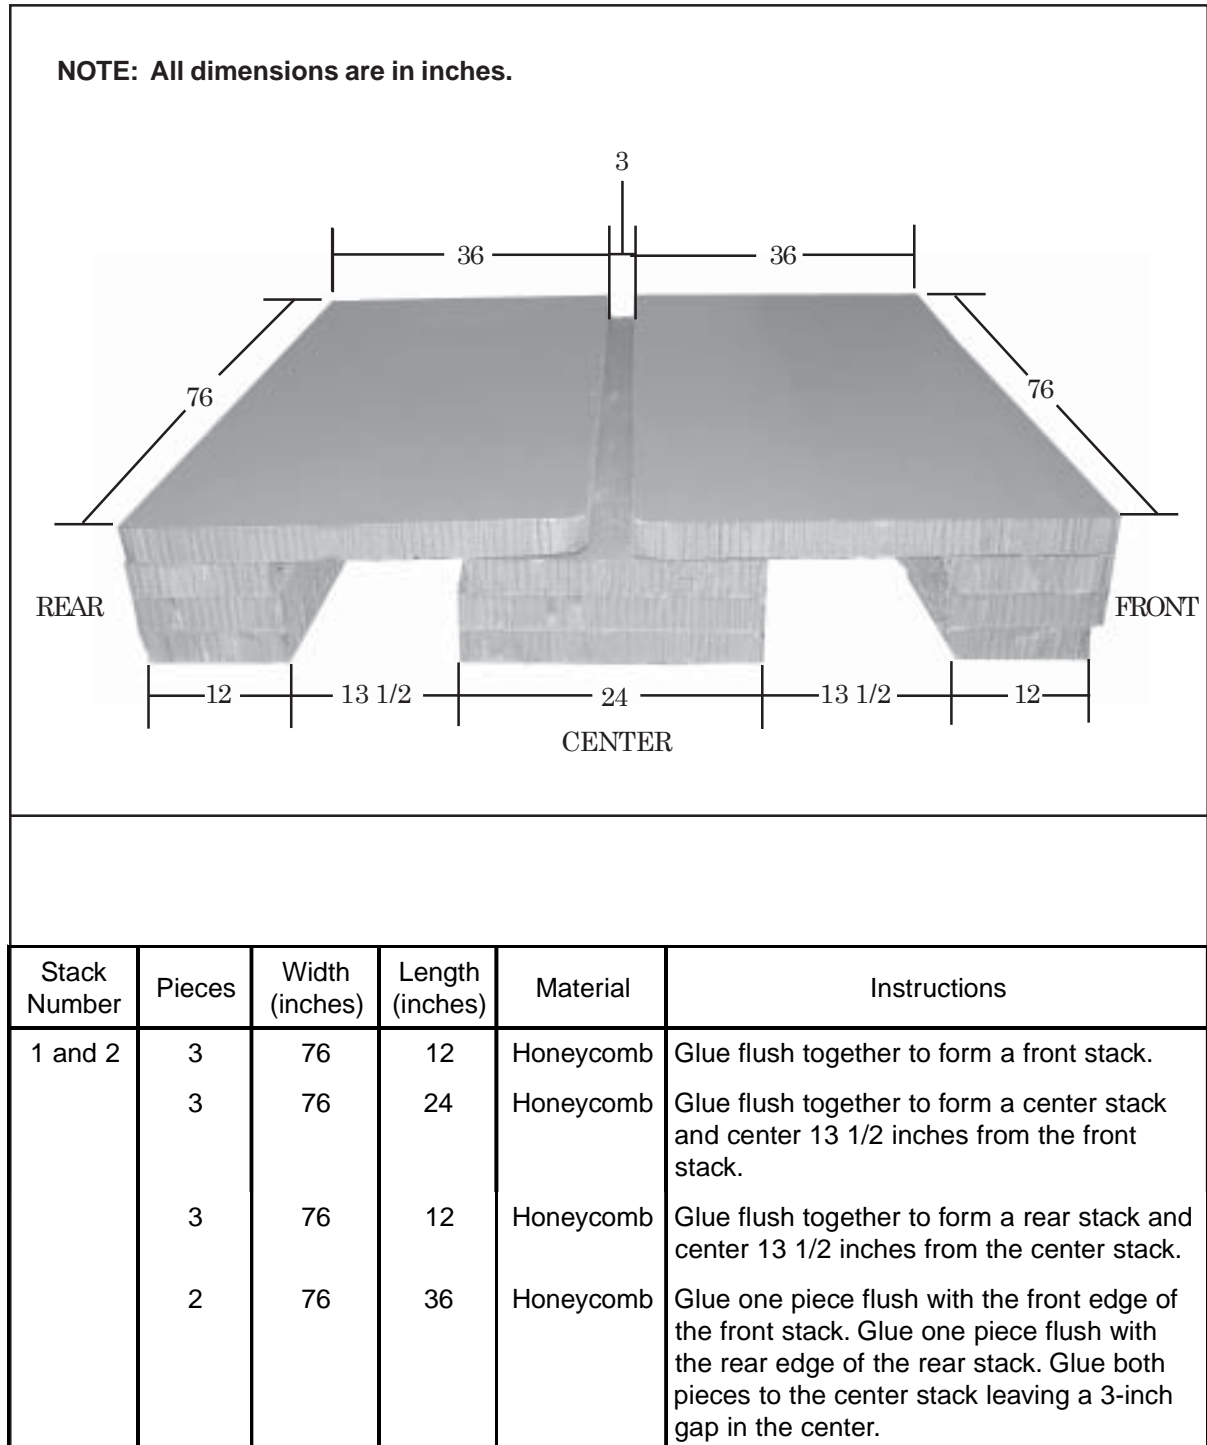 NOTE: All dimensions are in inches.
3
36
36
76
76
REAR
FRONT
12
13 1/2
24
13 1/2
12
CENTER
Stack Number
Pieces
Width (inches)
Length (inches)
Material
Instructions
1 and 2
3
76
12
Honeycomb
Glue flush together to form a front stack.
3
76
24
Honeycomb
Glue flush together to form a center stack
and center 13 1/2 inches from the front
stack.
3
76
12
Honeycomb
Glue flush together to form a rear stack and
center 13 1/2 inches from the center stack.
2
76
36
Honeycomb
Glue one piece flush with the front edge of
the front stack. Glue one piece flush with
the rear edge of the rear stack. Glue both
pieces to the center stack leaving a 3-inch
gap in the center.